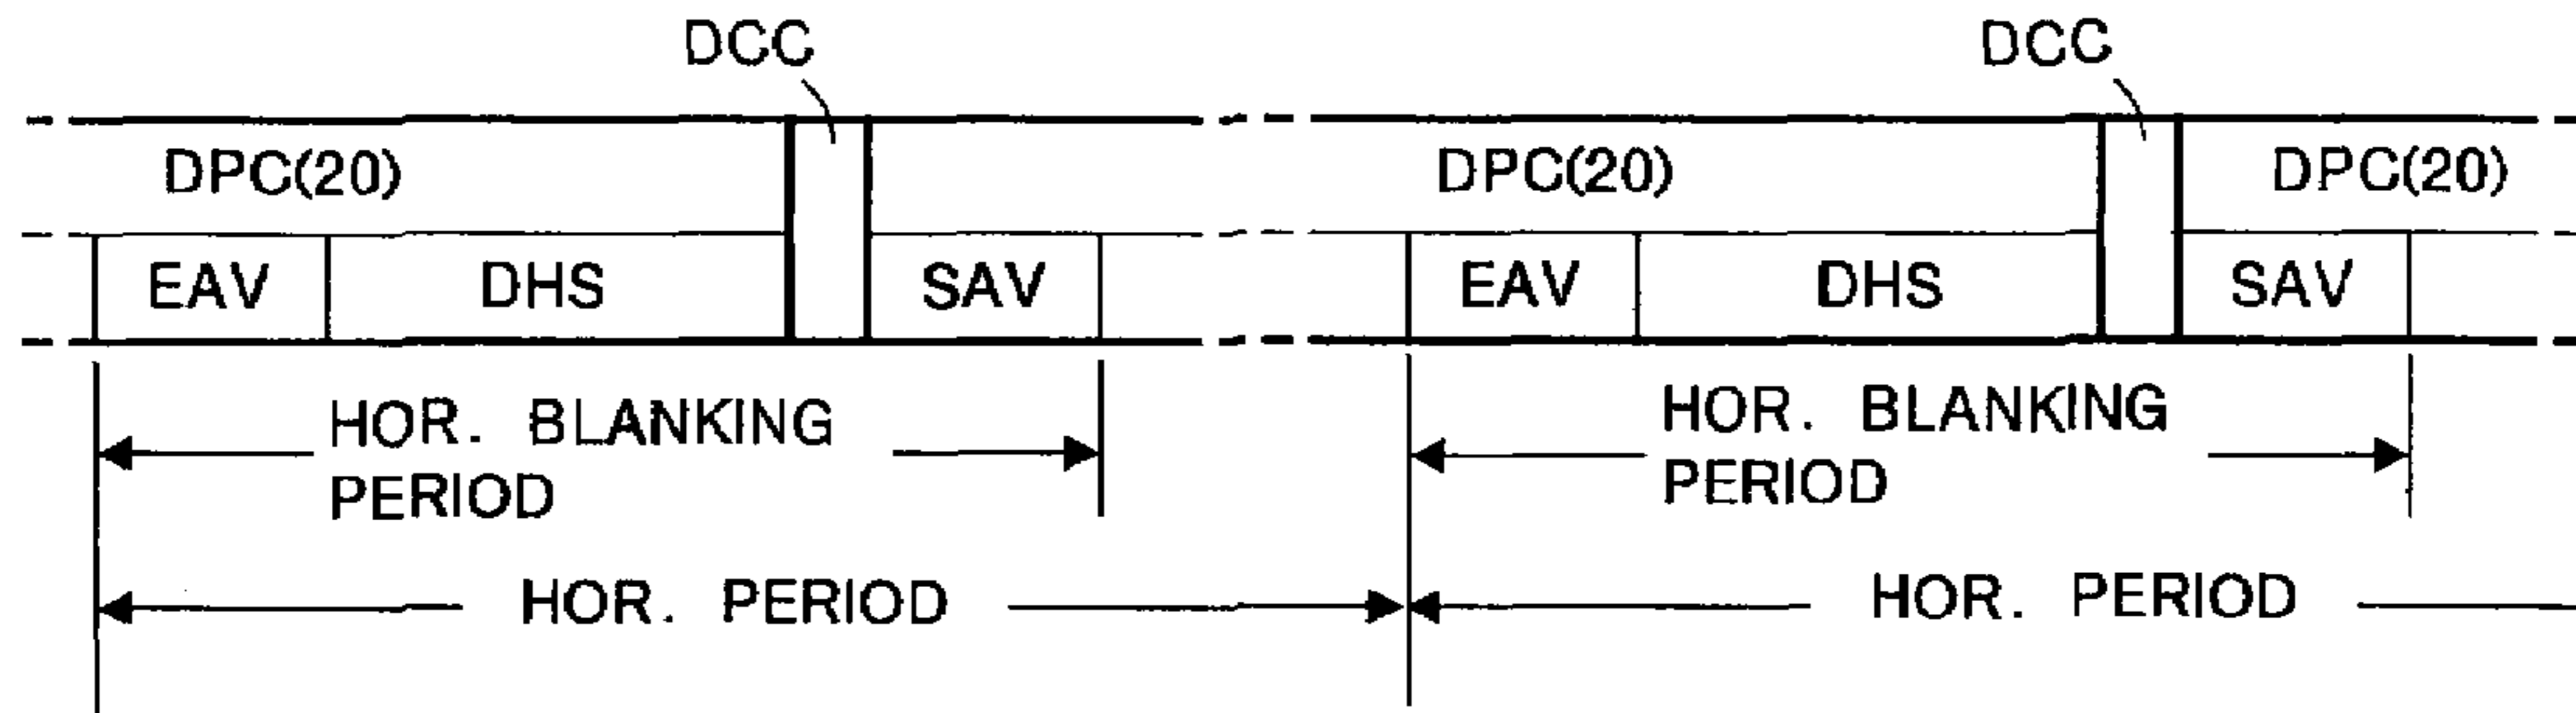 DCC DCC
DPC(20) DPC(20) DPC(20)
EAV DHS SAV EAV DHS SAV
HOR. BLANKING PERIOD
HOR. BLANKING PERIOD
HOR. PERIOD HOR. PERIOD